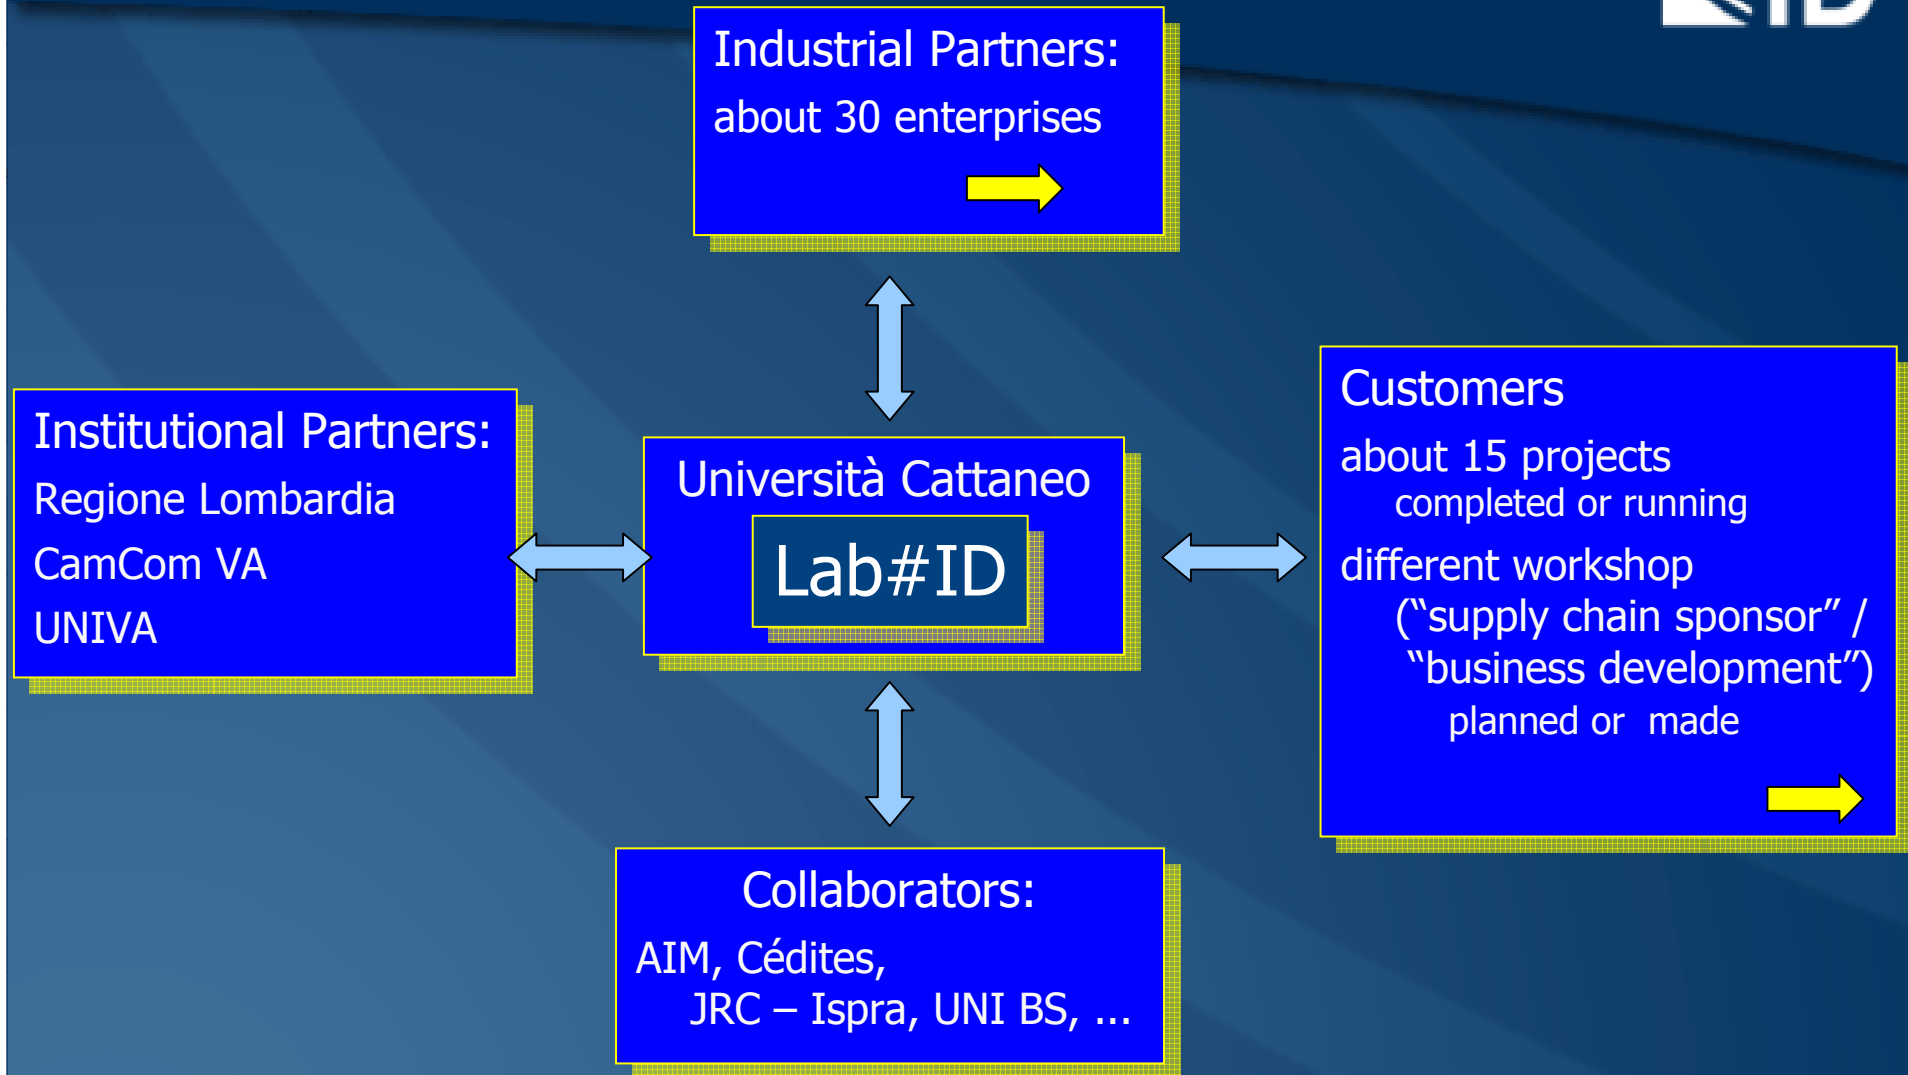 ID
Industrial Partners:
about 30 enterprises
Institutional Partners:
Regione Lombardia
CamCom VA
UNIVA
Università Cattaneo
Lab#ID
Customers
about 15 projects
completed or running
different workshop
(“supply chain sponsor” /
“business development”)
planned or made
Collaborators:
AIM, Cédites,
JRC – Ispra, UNI BS, ...